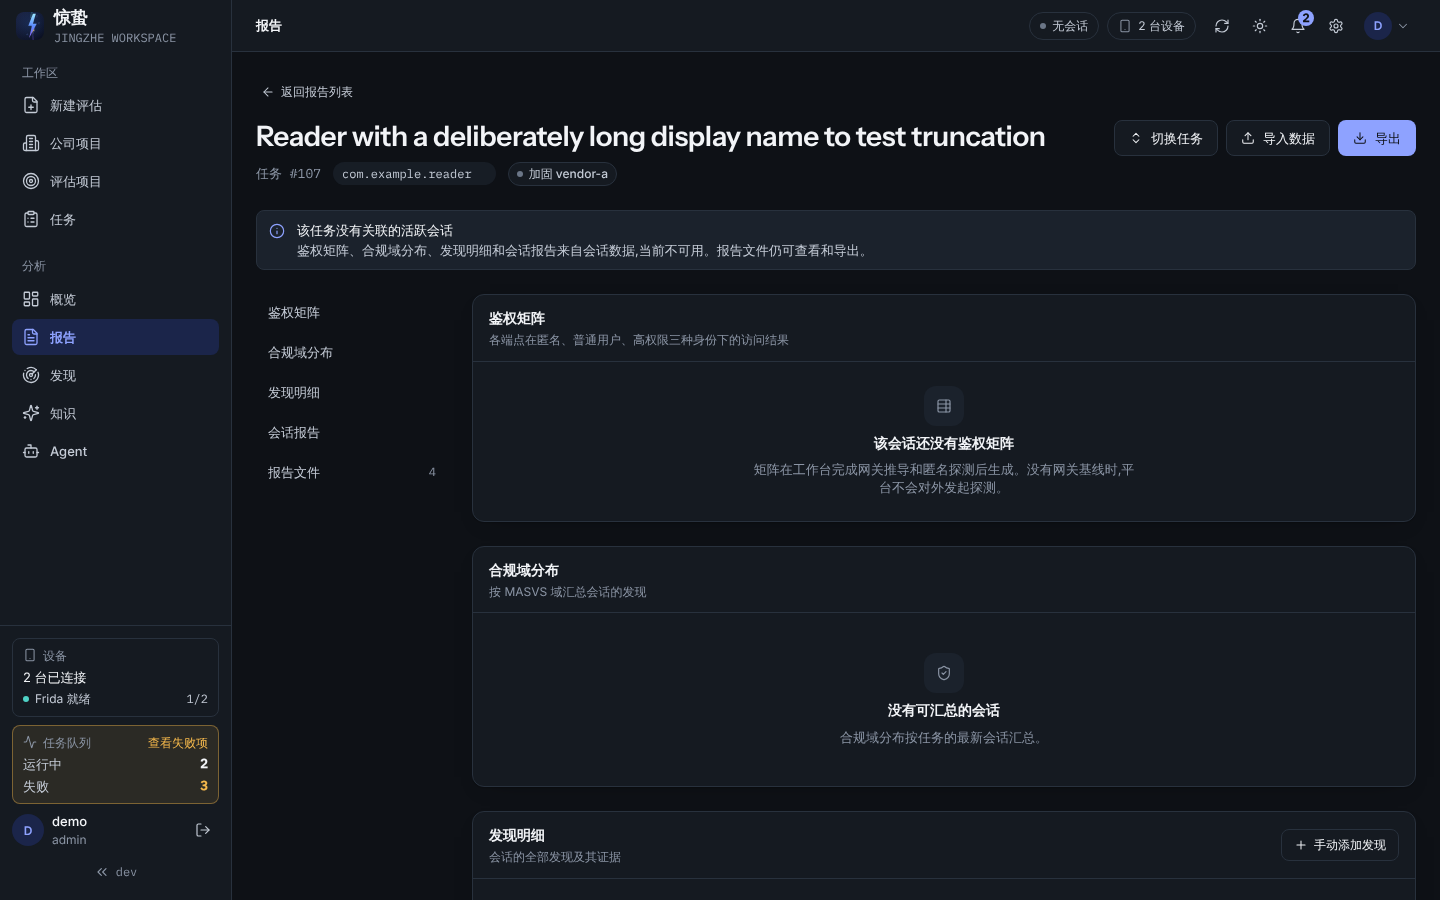 惊蛰
JINGZHE WORKSPACE
工作区
新建评估
公司项目
评估项目
任务
分析
概览
报告
发现
知识
Agent
设备
2 台已连接
Frida 就绪 1/2
任务队列 查看失败项
运行中 2
失败 3
D demo
admin
dev
报告
无会话 2 台设备 2 D
返回报告列表
Reader with a deliberately long display name to test truncation
切换任务 导入数据 导出
任务 #107 com.example.reader 加固 vendor-a
该任务没有关联的活跃会话
鉴权矩阵、合规域分布、发现明细和会话报告来自会话数据,当前不可用。报告文件仍可查看和导出。
鉴权矩阵
合规域分布
发现明细
会话报告
报告文件 4
鉴权矩阵
各端点在匿名、普通用户、高权限三种身份下的访问结果
该会话还没有鉴权矩阵
矩阵在工作台完成网关推导和匿名探测后生成。没有网关基线时,平
台不会对外发起探测。
合规域分布
按 MASVS 域汇总会话的发现
没有可汇总的会话
合规域分布按任务的最新会话汇总。
发现明细
会话的全部发现及其证据
手动添加发现